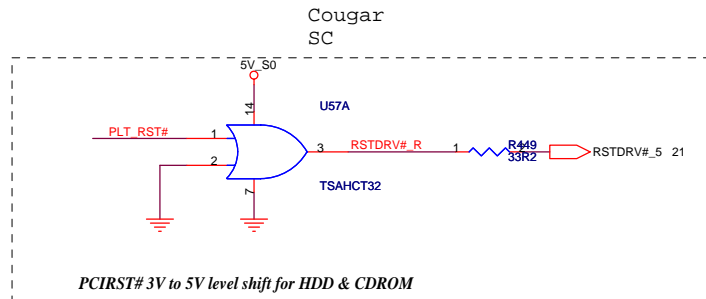 Cougar
SC
5V_S0
U57A
14
PLT_RST#
1
2
3
RSTDRV#_R
1
R449
2
33R2
RSTDRV#_5 21
7
TSAHCT32
PCIRST# 3V to 5V level shift for HDD & CDROM